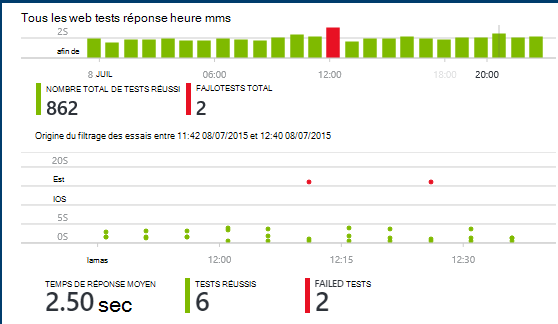 Tous les web tests réponse heure mms
2S
afin de
8 JUIL 06:00 12:00 18:00 20:00
NOMBRE TOTAL DE TESTS RÉUSSI
862
FAJLOTESTS TOTAL
2
Origine du filtrage des essais entre 11:42 08/07/2015 et 12:40 08/07/2015
20S
Est
IOS
5S
0S
lamas 12:00 12:15 12:30
TEMPS DE RÉPONSE MOYEN
2.50 sec
TESTS RÉUSSIS
6
FAILED TESTS
2